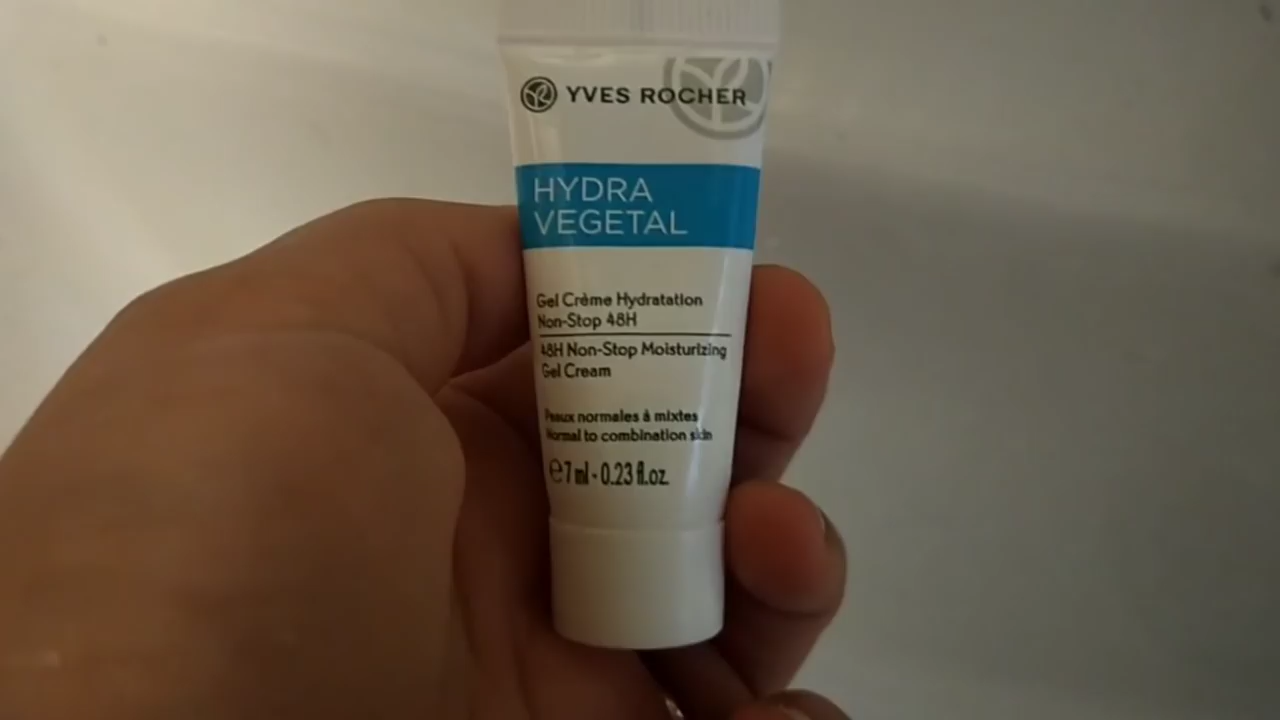 YVES ROCHER
HYDRA
VEGETAL
Gel Crème Hydratation
Non-Stop 48H
48H Non-Stop Moisturizing
Gel Cream
Peaux normales à mixtes
Normal to combination skin
℮ 7 ml - 0.23 fl.oz.